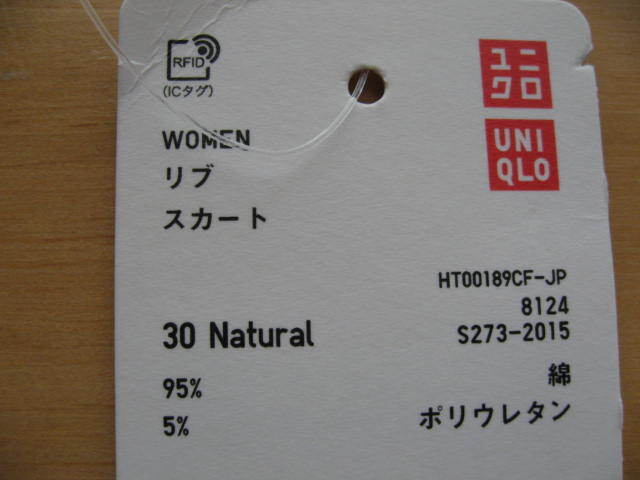 RFID
(ICタグ)
ユニ
クロ
UNI
QLO
WOMEN
リブ
スカート
HT00189CF-JP
8124
S273-2015
30 Natural
95% 綿
5% ポリウレタン